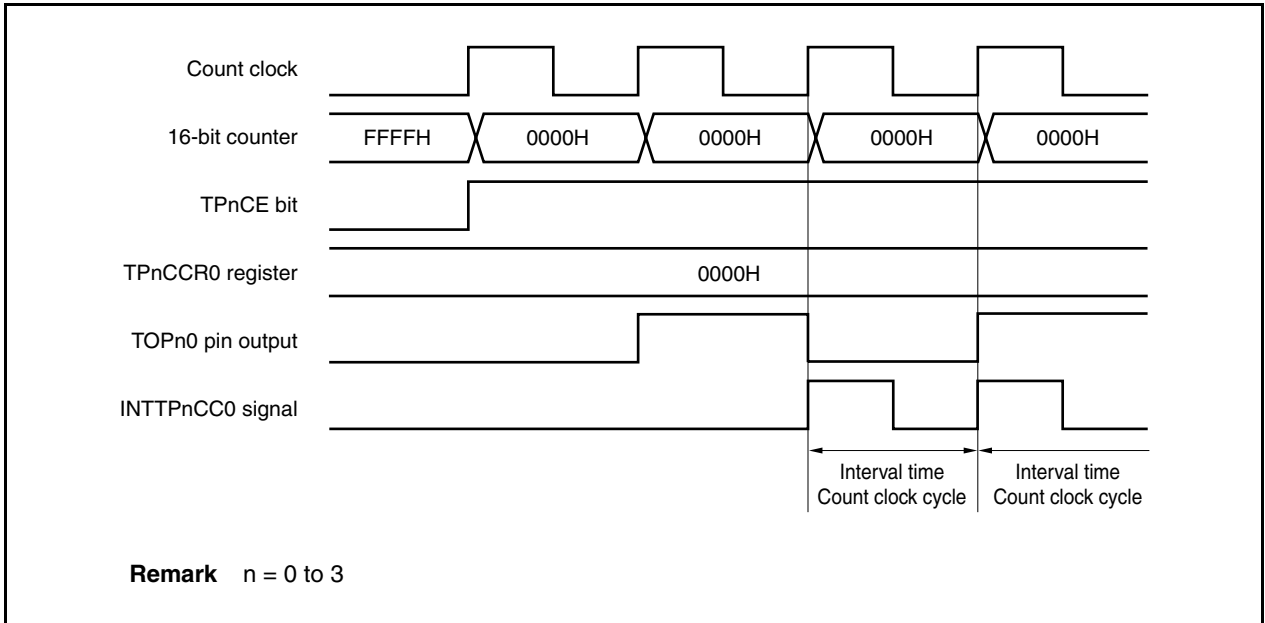 Count clock
16-bit counter FFFFH 0000H 0000H 0000H 0000H
TPnCE bit
TPnCCR0 register 0000H
TOPn0 pin output
INTTPnCC0 signal
Interval time Interval time
Count clock cycle Count clock cycle
Remark n = 0 to 3